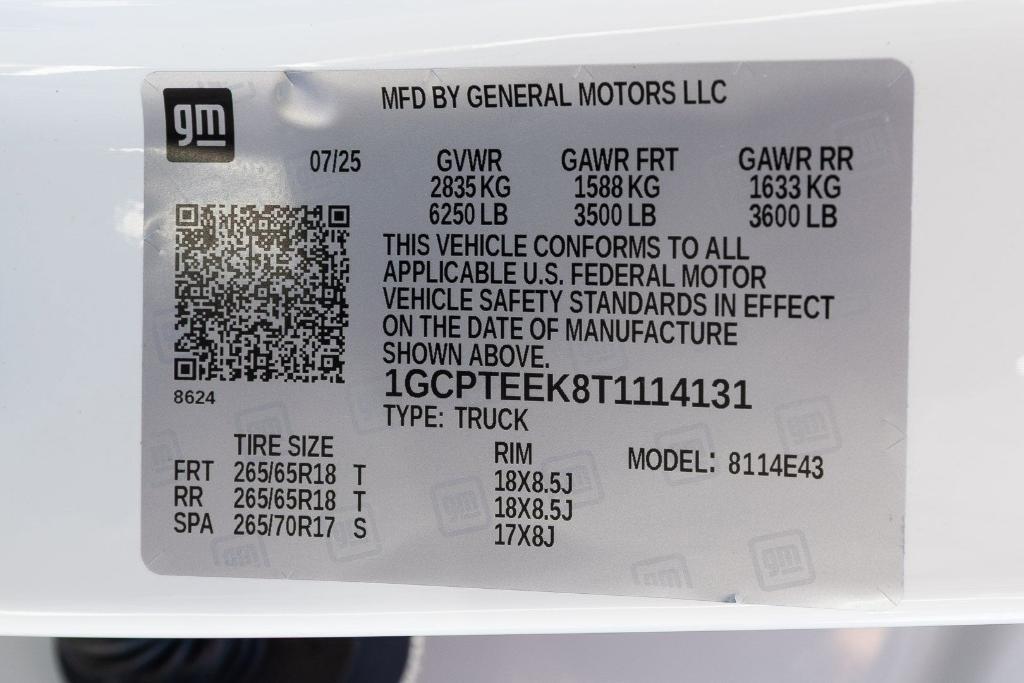 gm
MFD BY GENERAL MOTORS LLC
07/25 GVWR GAWR FRT GAWR RR
2835 KG 1588 KG 1633 KG
6250 LB 3500 LB 3600 LB
THIS VEHICLE CONFORMS TO ALL
APPLICABLE U.S. FEDERAL MOTOR
VEHICLE SAFETY STANDARDS IN EFFECT
ON THE DATE OF MANUFACTURE
SHOWN ABOVE.
1GCPTEEK8T1114131
8624
TYPE: TRUCK
TIRE SIZE RIM MODEL: 8114E43
FRT 265/65R18 T 18X8.5J
RR 265/65R18 T 18X8.5J
SPA 265/70R17 S 17X8J